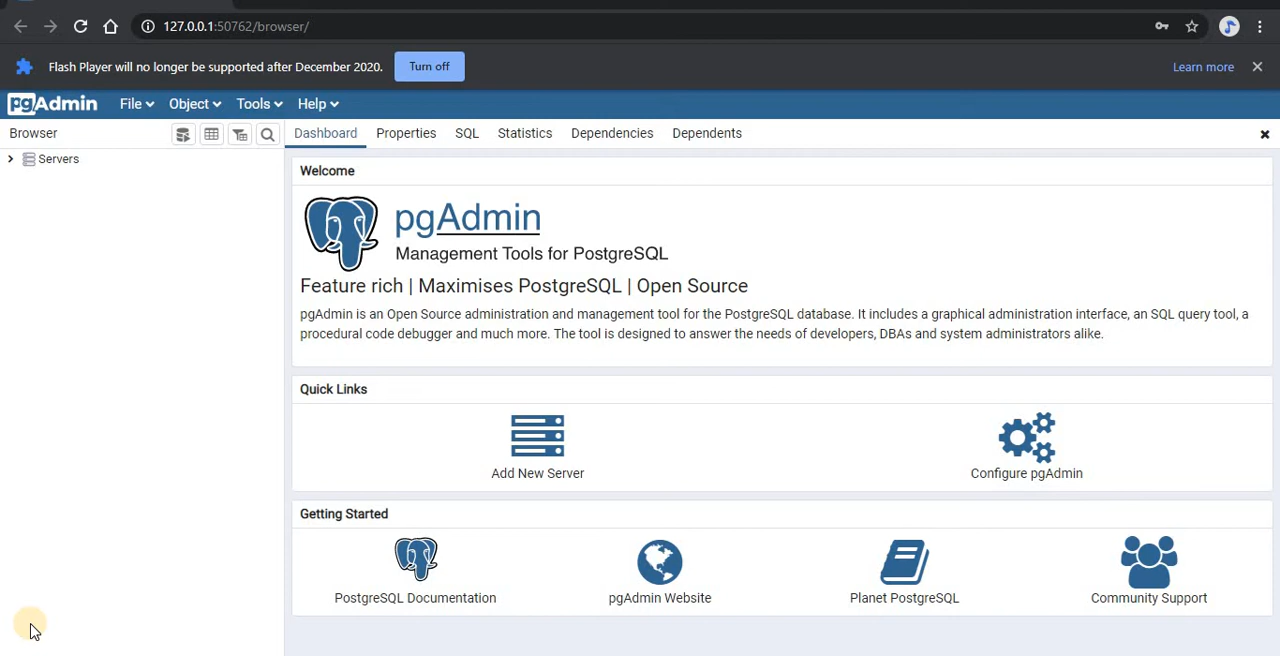 127.0.0.1:50762/browser/
Flash Player will no longer be supported after December 2020. Turn off Learn more
pgAdmin File Object Tools Help
Browser Dashboard Properties SQL Statistics Dependencies Dependents
Servers
Welcome
pgAdmin
Management Tools for PostgreSQL
Feature rich | Maximises PostgreSQL | Open Source
pgAdmin is an Open Source administration and management tool for the PostgreSQL database. It includes a graphical administration interface, an SQL query tool, a
procedural code debugger and much more. The tool is designed to answer the needs of developers, DBAs and system administrators alike.
Quick Links
Add New Server Configure pgAdmin
Getting Started
PostgreSQL Documentation pgAdmin Website Planet PostgreSQL Community Support